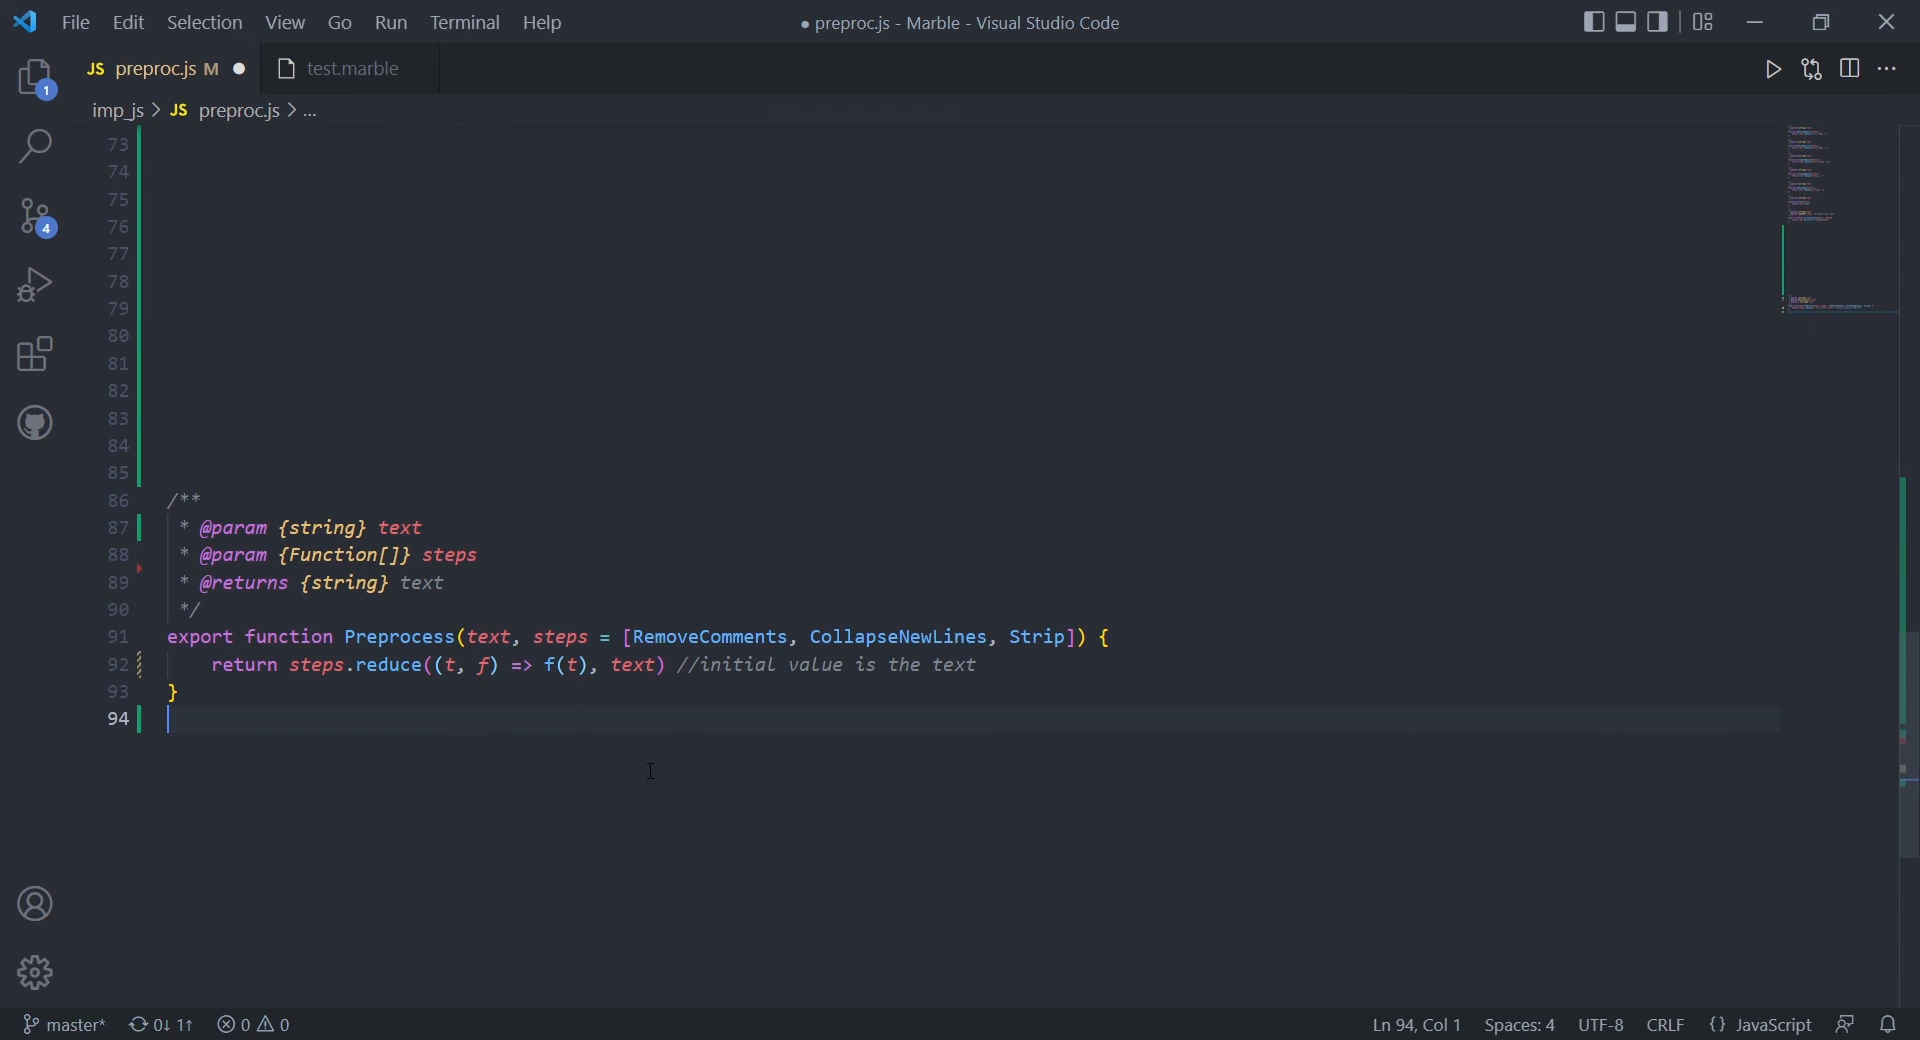 File Edit Selection View Go Run Terminal Help
● preproc.js - Marble - Visual Studio Code
JS preproc.js M ●
test.marble
imp_js > JS preproc.js > ...
1
4
73
74
75
76
77
78
79
80
81
82
83
84
85
86 /**
87 * @param {string} text
88 * @param {Function[]} steps
89 * @returns {string} text
90 */
91 export function Preprocess(text, steps = [RemoveComments, CollapseNewLines, Strip]) {
92 return steps.reduce((t, f) => f(t), text) //initial value is the text
93 }
94
master* 0↓ 1↑ 0 0
Ln 94, Col 1 Spaces: 4 UTF-8 CRLF {} JavaScript